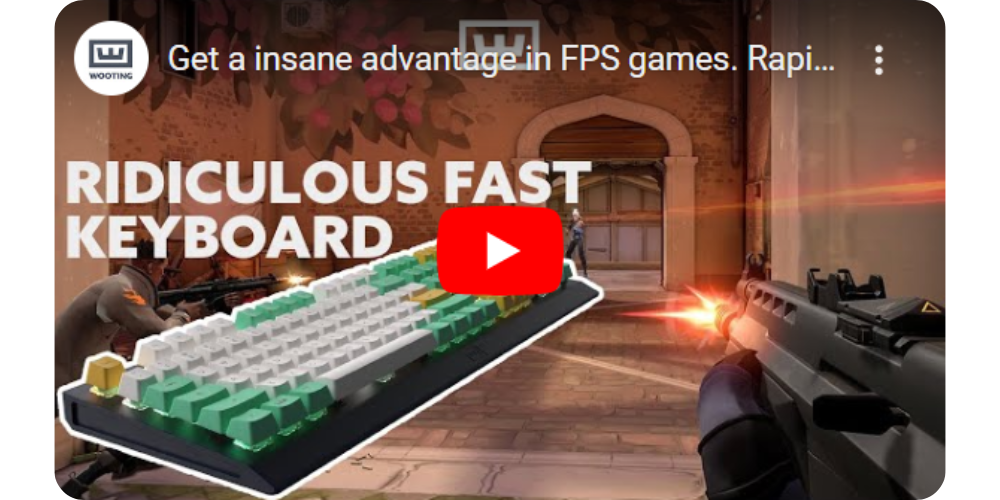 WOOTING
Get a insane advantage in FPS games. Rapi...
RIDICULOUS FAST
KEYBOARD